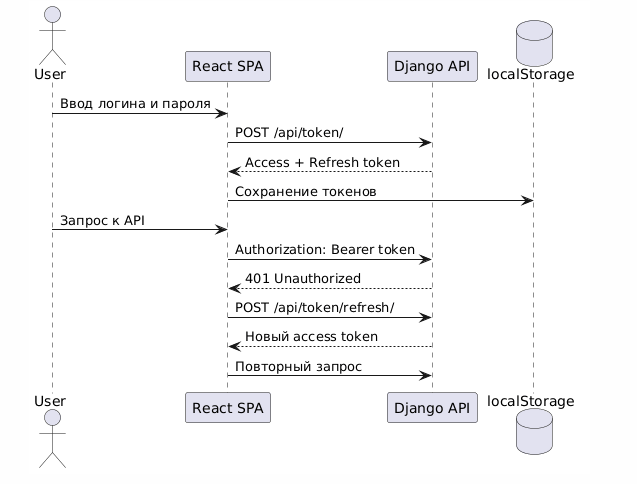 User
React SPA
Django API
localStorage
Ввод логина и пароля
POST /api/token/
Access + Refresh token
Сохранение токенов
Запрос к API
Authorization: Bearer token
401 Unauthorized
POST /api/token/refresh/
Новый access token
Повторный запрос
User
React SPA
Django API
localStorage